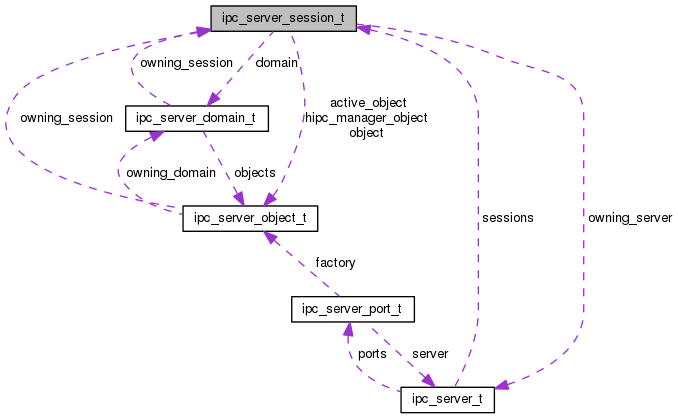 ipc_server_session_t
owning_session
domain
active_object
hipc_manager_object
object
owning_session
ipc_server_domain_t
owning_domain
objects
ipc_server_object_t
sessions
owning_server
factory
ipc_server_port_t
ports
server
ipc_server_t